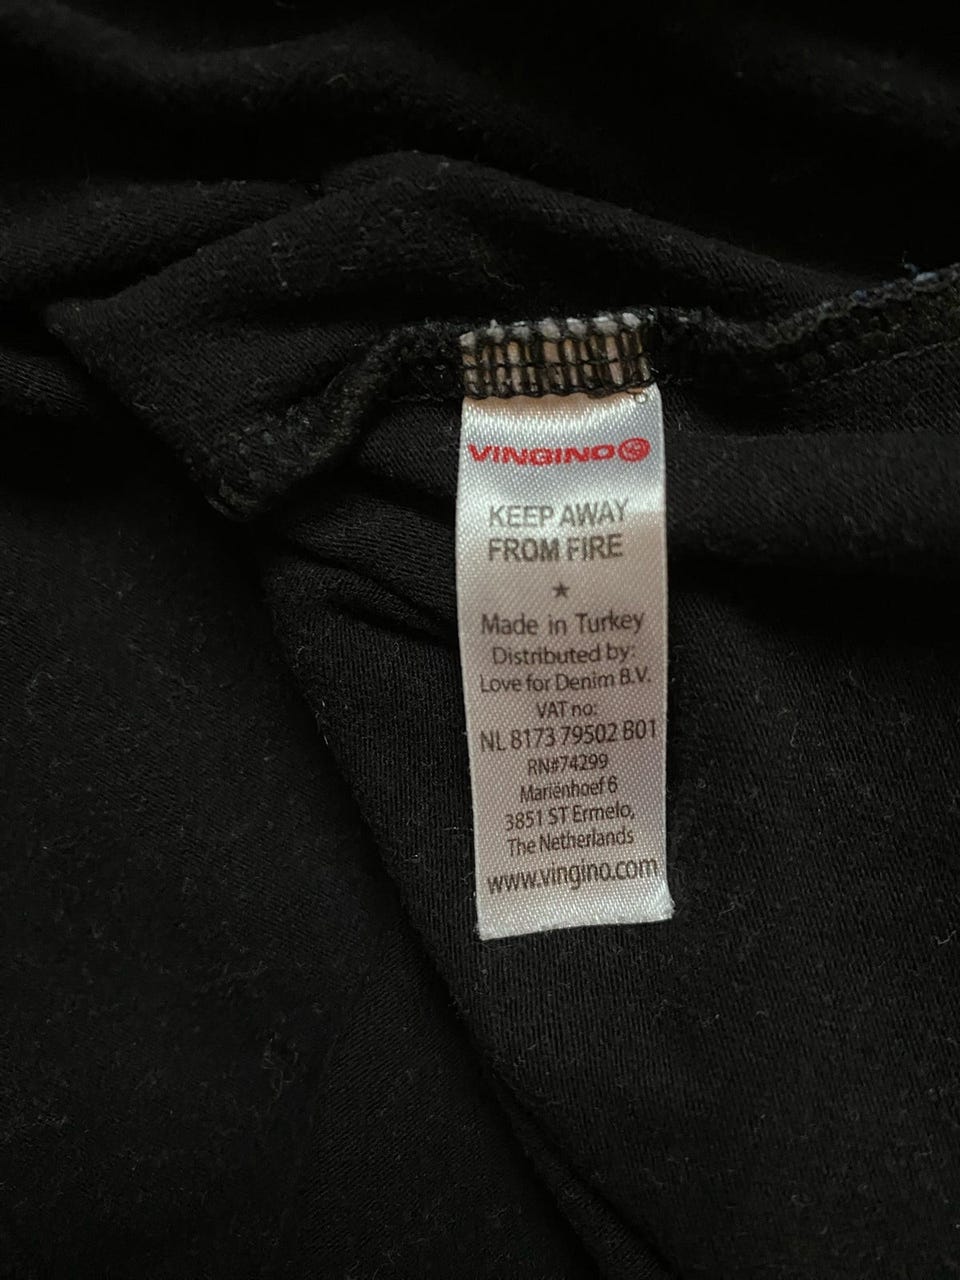 VINGINO
KEEP AWAY
FROM FIRE
Made in Turkey
Distributed by:
Love for Denim B.V.
VAT no:
NL 8173 79502 B01
RN#74299
Mariënhoef 6
3851 ST Ermelo,
The Netherlands
www.vingino.com